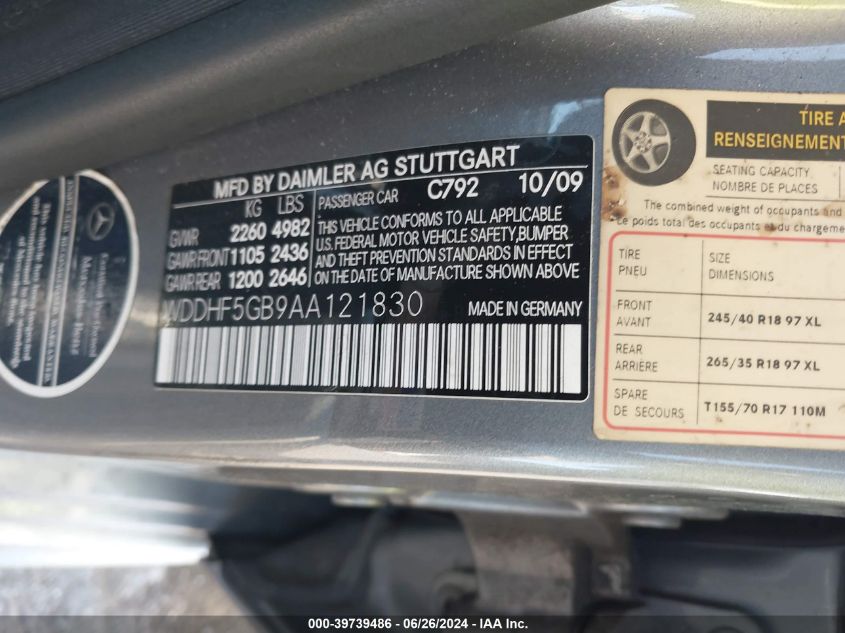 MFD BY DAIMLER AG STUTTGART
KG LBS
PASSENGER CAR C792 10/09
GVWR 2260 4982
GAWR FRONT 1105 2436
GAWR REAR 1200 2646
THIS VEHICLE CONFORMS TO ALL APPLICABLE
U.S. FEDERAL MOTOR VEHICLE SAFETY, BUMPER
AND THEFT PREVENTION STANDARDS IN EFFECT
ON THE DATE OF MANUFACTURE SHOWN ABOVE
WDDHF5GB9AA121830 MADE IN GERMANY
TIRE A
RENSEIGNEMENT
SEATING CAPACITY
NOMBRE DE PLACES
The combined weight of occupants and
ce poids total des occupants et du chargeme
TIRE
PNEU
SIZE
DIMENSIONS
FRONT
AVANT
245/40 R18 97 XL
REAR
ARRIÈRE
265/35 R18 97 XL
SPARE
DE SECOURS
T155/70 R17 110M
000-39739486 - 06/26/2024 - IAA Inc.